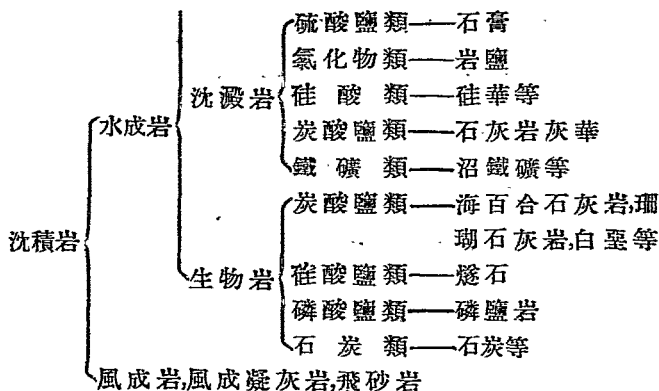 硫酸鹽類——石膏
氯化物類——岩鹽
沈澱岩
硅酸類——硅華等
水成岩
炭酸鹽類——石灰岩灰華
鐵礦類——沼鐵礦等
炭酸鹽類——海百合石灰岩,珊
沈積岩
瑚石灰岩,白堊等
生物岩
硅酸鹽類——燧石
磷酸鹽類——磷鹽岩
石炭類——石炭等
風成岩,風成凝灰岩,飛砂岩